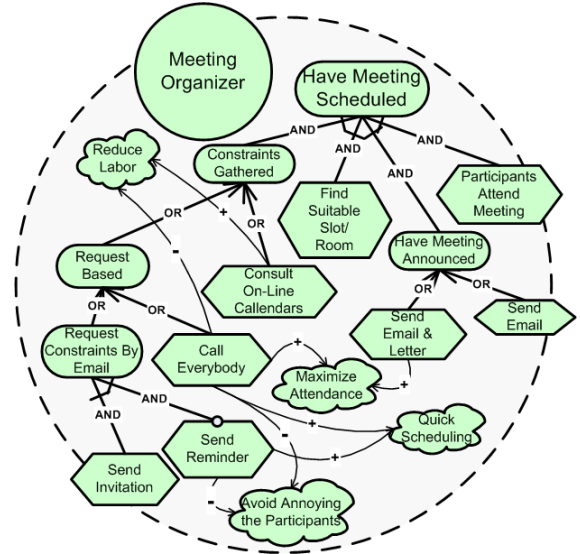 Meeting
Organizer
Have Meeting
Scheduled
AND
AND
AND
AND
Reduce
Labor
Constraints
Gathered
Find
Suitable
Slot/
Room
Participants
Attend
Meeting
OR
+
OR
-
Request
Based
Consult
On-Line
Callendars
Have Meeting
Announced
OR
OR
OR
OR
Request
Constraints By
Email
Call
Everybody
Send
Email &
Letter
Send
Email
+
Maximize
Attendance
+
AND
AND
+
-
Quick
Scheduling
Send
Invitation
Send
Reminder
+
-
Avoid Annoying
the Participants